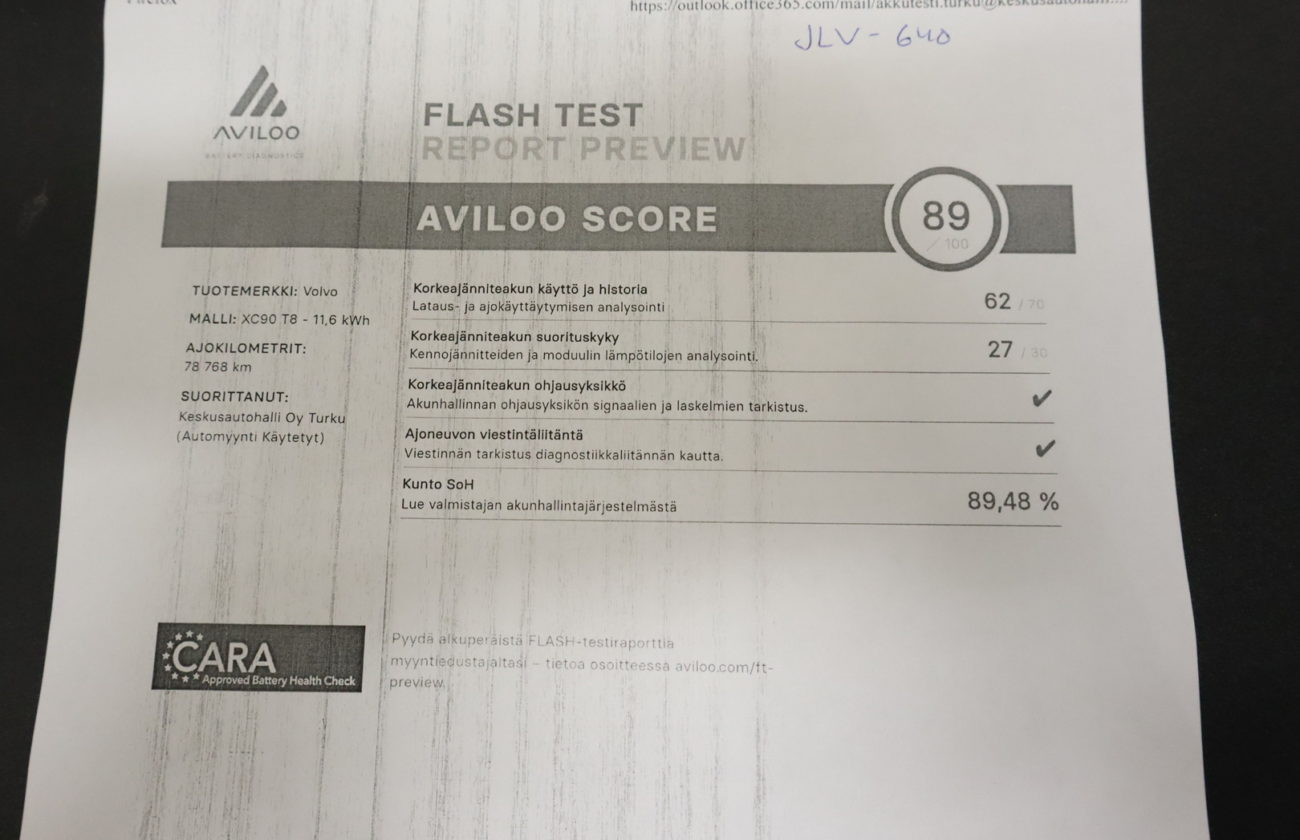 https://outlook.office365.com/mail/akkutesti.turku@keskusautohalli....
JLV - 640
AVILOO
BATTERY DIAGNOSTICS
FLASH TEST
REPORT PREVIEW
AVILOO SCORE
89
/ 100
TUOTEMERKKI: Volvo
MALLI: XC90 T8 - 11,6 kWh
AJOKILOMETRIT:
78 768 km
SUORITTANUT:
Keskusautohalli Oy Turku
(Automyynti Käytetyt)
Korkeajänniteakun käyttö ja historia
Lataus- ja ajokäyttäytymisen analysointi
62 / 70
Korkeajänniteakun suorituskyky
Kennojännitteiden ja moduulin lämpötilojen analysointi.
27 / 30
Korkeajänniteakun ohjausyksikkö
Akunhallinnan ohjausyksikön signaalien ja laskelmien tarkistus.
✔
Ajoneuvon viestintäliitäntä
Viestinnän tarkistus diagnostiikkaliitännän kautta.
✔
Kunto SoH
Lue valmistajan akunhallintajärjestelmästä
89,48 %
CARA
Approved Battery Health Check
Pyydä alkuperäistä FLASH-testiraporttia
myyntiedustajaltasi – tietoa osoitteessa aviloo.com/ft-
preview.